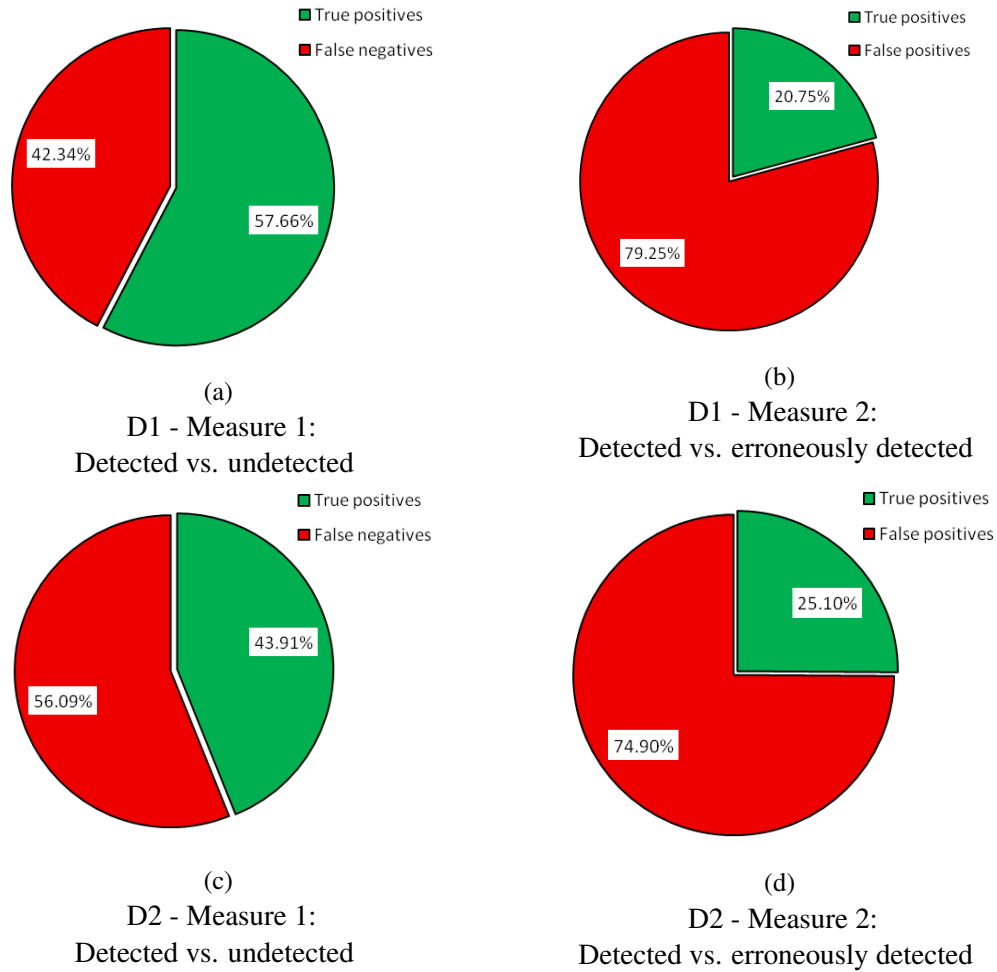 True positives
False negatives
42.34%
57.66%
(a)
D1 - Measure 1:
Detected vs. undetected
True positives
False positives
20.75%
79.25%
(b)
D1 - Measure 2:
Detected vs. erroneously detected
True positives
False negatives
43.91%
56.09%
(c)
D2 - Measure 1:
Detected vs. undetected
True positives
False positives
25.10%
74.90%
(d)
D2 - Measure 2:
Detected vs. erroneously detected